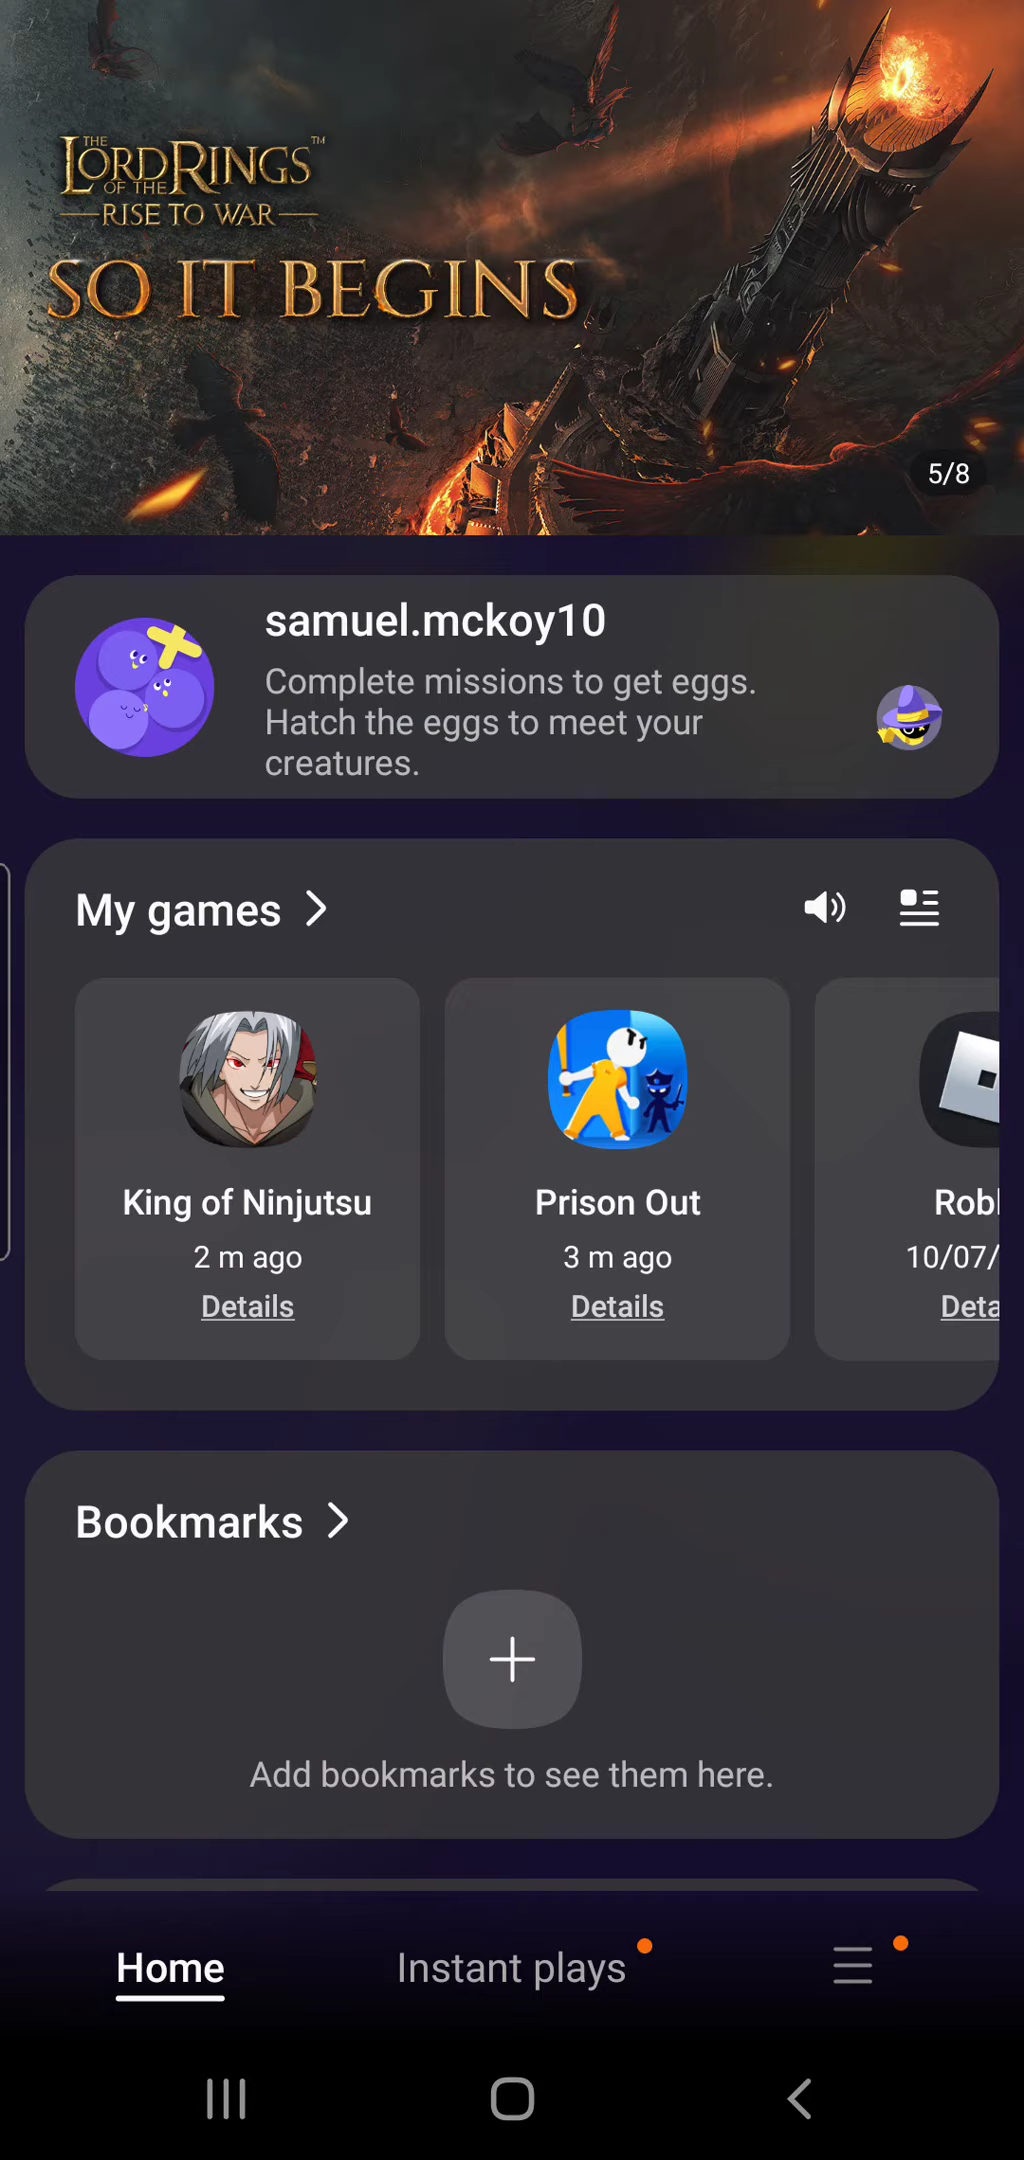 THE
LORD RINGS™
OF THE
RISE TO WAR
SO IT BEGINS
5/8
samuel.mckoy10
Complete missions to get eggs.
Hatch the eggs to meet your
creatures.
My games
King of Ninjutsu
2 m ago
Details
Prison Out
3 m ago
Details
Robl
10/07/
Deta
Bookmarks
Add bookmarks to see them here.
Home
Instant plays